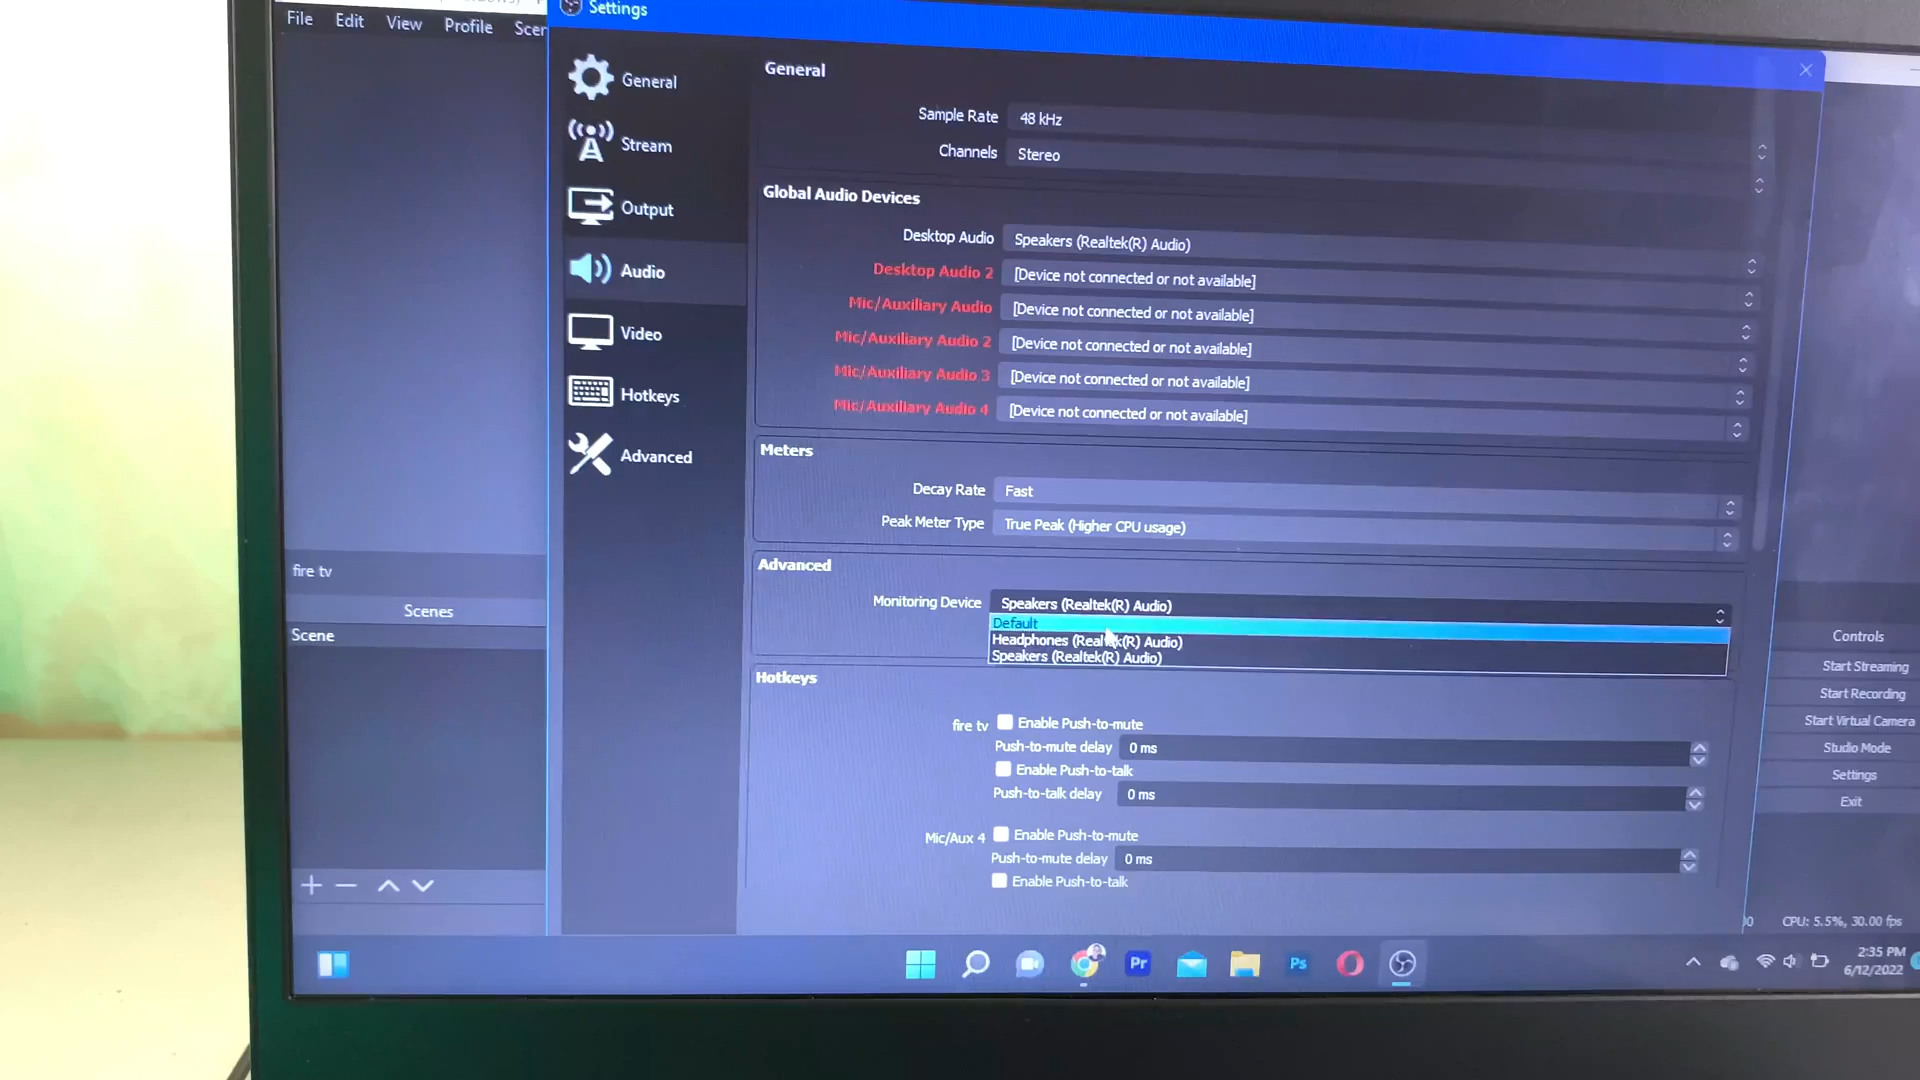 Settings
File Edit View Profile Scer
General
Stream
Output
Audio
Video
Hotkeys
Advanced
General
Sample Rate 48 kHz
Channels Stereo
Global Audio Devices
Desktop Audio Speakers (Realtek(R) Audio)
Desktop Audio 2 [Device not connected or not available]
Mic/Auxiliary Audio [Device not connected or not available]
Mic/Auxiliary Audio 2 [Device not connected or not available]
Mic/Auxiliary Audio 3 [Device not connected or not available]
Mic/Auxiliary Audio 4 [Device not connected or not available]
Meters
Decay Rate Fast
Peak Meter Type True Peak (Higher CPU usage)
Advanced
Monitoring Device Speakers (Realtek(R) Audio)
Default
Headphones (Realtek(R) Audio)
Speakers (Realtek(R) Audio)
Hotkeys
fire tv Enable Push-to-mute
Push-to-mute delay 0 ms
Enable Push-to-talk
Push-to-talk delay 0 ms
Mic/Aux 4 Enable Push-to-mute
Push-to-mute delay 0 ms
Enable Push-to-talk
fire tv
Scenes
Scene
Controls
Start Streaming
Start Recording
Start Virtual Camera
Studio Mode
Settings
Exit
CPU: 5.5%, 30.00 fps
Pr
Ps
2:35 PM
6/12/2022